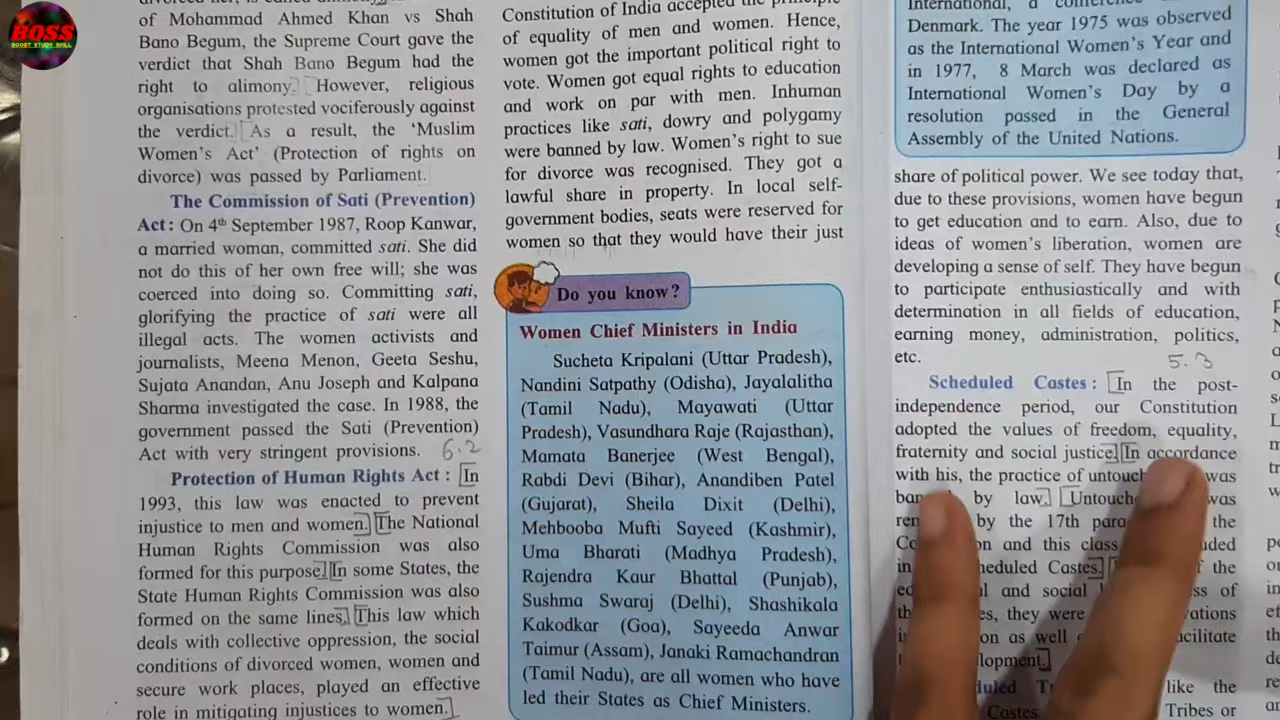 BOSS
BOOST STUDY SKILL
of Mohammad Ahmed Khan vs Shah
Bano Begum, the Supreme Court gave the
verdict that Shah Bano Begum had the
right to alimony. However, religious
organisations protested vociferously against
the verdict. As a result, the ‘Muslim
Women’s Act’ (Protection of rights on
divorce) was passed by Parliament.
The Commission of Sati (Prevention)
Act: On 4th September 1987, Roop Kanwar,
a married woman, committed sati. She did
not do this of her own free will; she was
coerced into doing so. Committing sati,
glorifying the practice of sati were all
illegal acts. The women activists and
journalists, Meena Menon, Geeta Seshu,
Sujata Anandan, Anu Joseph and Kalpana
Sharma investigated the case. In 1988, the
government passed the Sati (Prevention)
Act with very stringent provisions. 6.2
Protection of Human Rights Act : In
1993, this law was enacted to prevent
injustice to men and women. The National
Human Rights Commission was also
formed for this purpose. In some States, the
State Human Rights Commission was also
formed on the same lines. This law which
deals with collective oppression, the social
conditions of divorced women, women and
secure work places, played an effective
role in mitigating injustices to women.
Constitution of India accepted the principle
of equality of men and women. Hence,
women got the important political right to
vote. Women got equal rights to education
and work on par with men. Inhuman
practices like sati, dowry and polygamy
were banned by law. Women’s right to sue
for divorce was recognised. They got a
lawful share in property. In local self-
government bodies, seats were reserved for
women so that they would have their just
Do you know?
Women Chief Ministers in India
Sucheta Kripalani (Uttar Pradesh),
Nandini Satpathy (Odisha), Jayalalitha
(Tamil Nadu), Mayawati (Uttar
Pradesh), Vasundhara Raje (Rajasthan),
Mamata Banerjee (West Bengal),
Rabdi Devi (Bihar), Anandiben Patel
(Gujarat), Sheila Dixit (Delhi),
Mehbooba Mufti Sayeed (Kashmir),
Uma Bharati (Madhya Pradesh),
Rajendra Kaur Bhattal (Punjab),
Sushma Swaraj (Delhi), Shashikala
Kakodkar (Goa), Sayeeda Anwar
Taimur (Assam), Janaki Ramachandran
(Tamil Nadu), are all women who have
led their States as Chief Ministers.
International, a
Denmark. The year 1975 was observed
as the International Women’s Year and
in 1977, 8 March was declared as
International Women’s Day by a
resolution passed in the General
Assembly of the United Nations.
share of political power. We see today that,
due to these provisions, women have begun
to get education and to earn. Also, due to
ideas of women’s liberation, women are
developing a sense of self. They have begun
to participate enthusiastically and with
determination in all fields of education,
earning money, administration, politics,
etc. 5.3
Scheduled Castes : In the post-
independence period, our Constitution
adopted the values of freedom, equality,
fraternity and social justice. In accordance
with his, the practice of was
by law.
by the 17th the
and this class
Castes. the
and social of
they were
as well
like the
Castes Tribes or